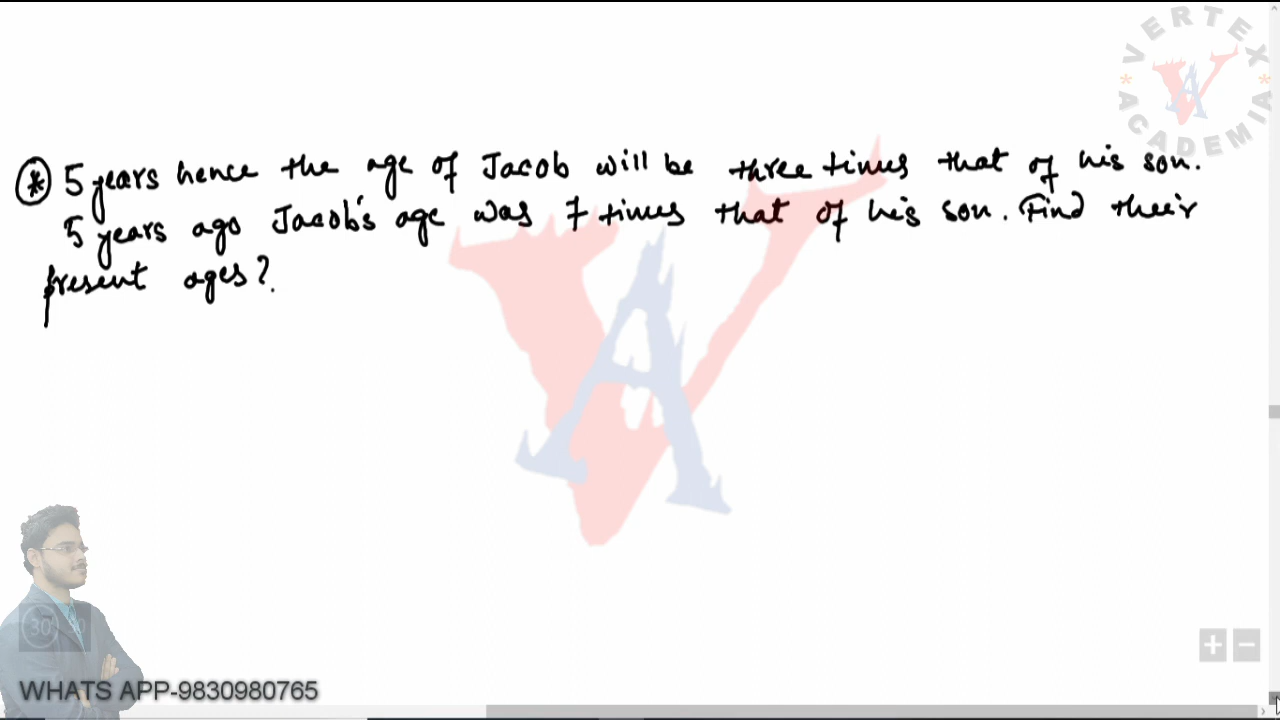 VERTEX
ACADEMIA
* 5 years hence the age of Jacob will be three times that of his son.
5 years ago Jacob's age was 7 times that of his son. Find their
present ages?
30
WHATS APP-9830980765